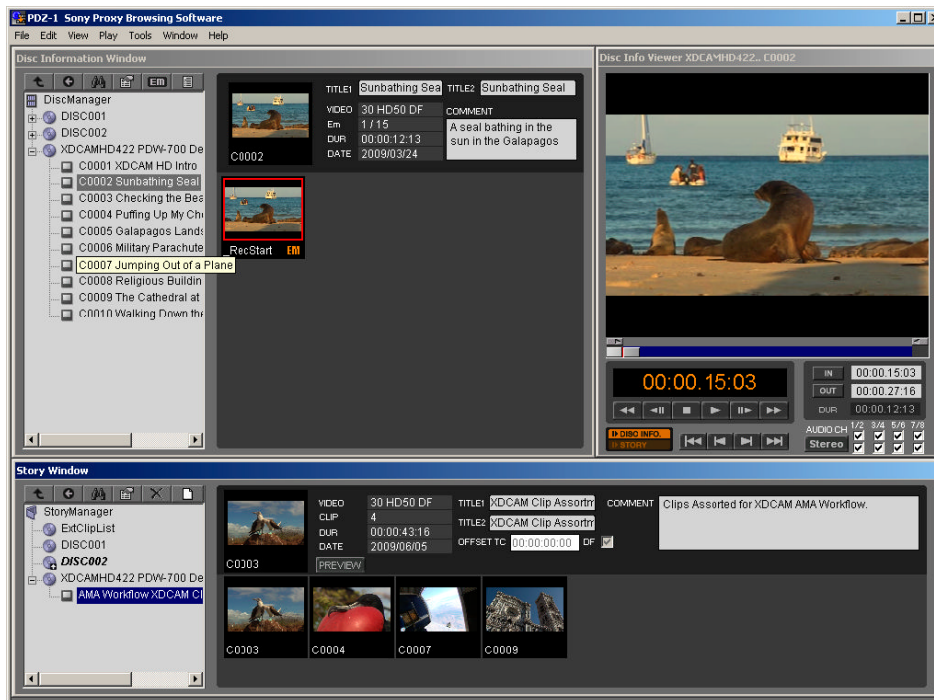 PDZ-1 Sony Proxy Browsing Software
File Edit View Play Tools Window Help
Disc Information Window
Em
DiscManager
DISC001
DISC002
XDCAMHD422 PDW-700 De
C0001 XDCAM HD Intro
C0002 Sunbathing Seal
C0003 Checking the Bea
C0004 Puffing Up My Ch
C0005 Galapagos Lands
C0006 Military Parachute
C0007 Jumping Out of a Plane
C0008 Religious Buildin
C0009 The Cathedral at
C0010 Walking Down the
C0002
TITLE1 Sunbathing Sea TITLE2 Sunbathing Seal
VIDEO 30 HD50 DF COMMENT
Em 1 / 15
DUR 00:00:12:13
DATE 2009/03/24
A seal bathing in the
sun in the Galapagos
_RecStart EM
Disc Info Viewer XDCAMHD422.. C0002
00:00.15:03
IN 00:00.15:03
OUT 00:00.27:16
DUR 00:00.12:13
DISC INFO.
STORY
AUDIO CH 1/2 3/4 5/6 7/8
Stereo
Story Window
StoryManager
ExtClipList
DISC001
DISC002
XDCAMHD422 PDW-700 De
AMA Workflow XDCAM Cl
C0003
VIDEO 30 HD50 DF
CLIP 4
DUR 00:00:43:16
DATE 2009/06/05
PREVIEW
TITLE1 XDCAM Clip Assortm
TITLE2 XDCAM Clip Assortm
OFFSET TC 00:00:00:00 DF
COMMENT Clips Assorted for XDCAM AMA Workflow.
C0003 C0004 C0007 C0009